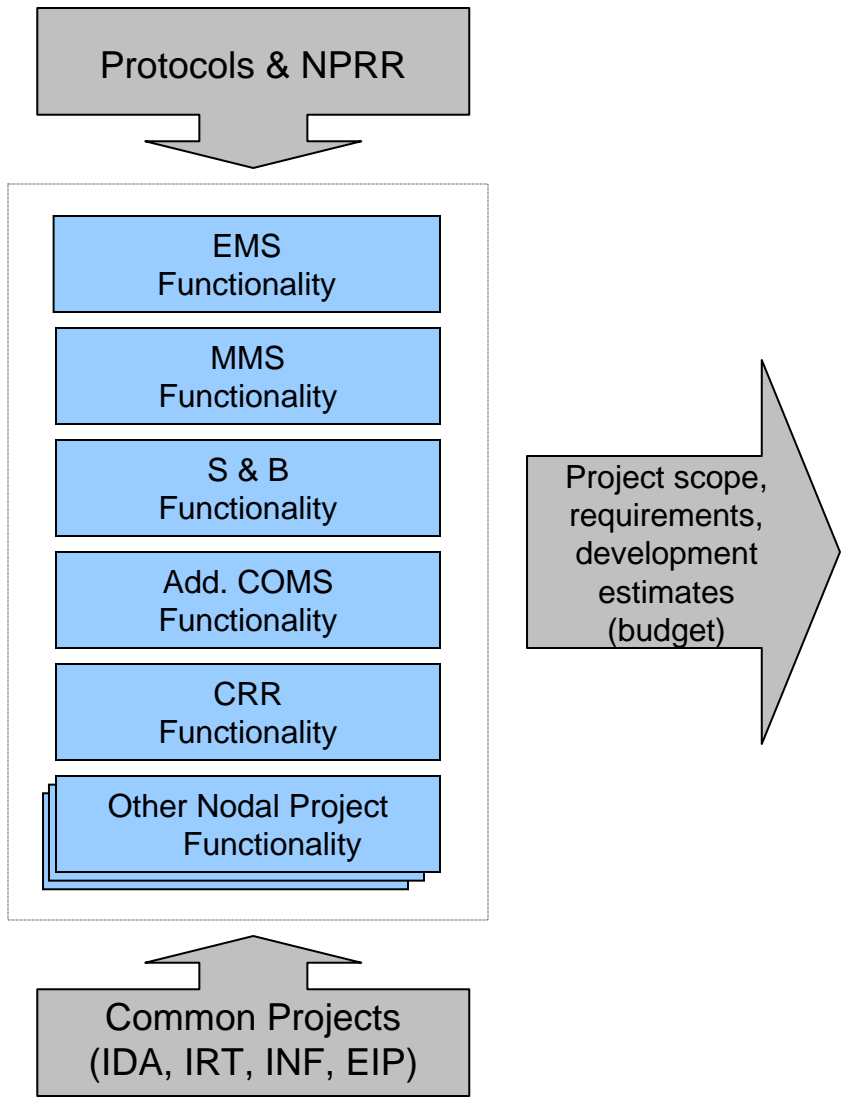 Protocols & NPRR
EMS
Functionality
MMS
Functionality
S & B
Functionality
Add. COMS
Functionality
CRR
Functionality
Other Nodal Project
Functionality
Project scope,
requirements,
development
estimates
(budget)
Common Projects
(IDA, IRT, INF, EIP)